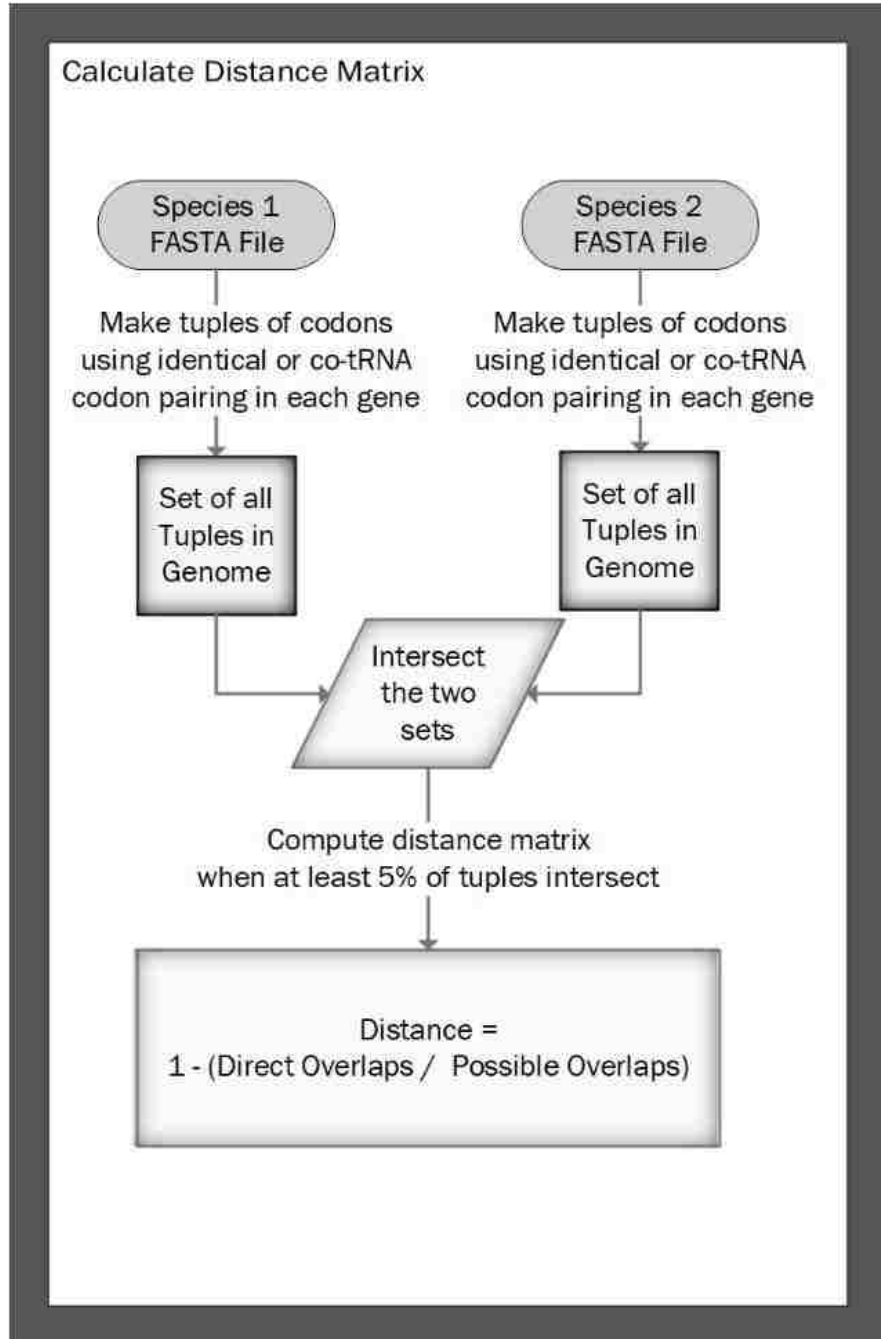 Calculate Distance Matrix
Species 1
FASTA File
Species 2
FASTA File
Make tuples of codons
using identical or co-tRNA
codon pairing in each gene
Make tuples of codons
using identical or co-tRNA
codon pairing in each gene
Set of all
Tuples in
Genome
Set of all
Tuples in
Genome
Intersect
the two
sets
Compute distance matrix
when at least 5% of tuples intersect
Distance =
1 - (Direct Overlaps / Possible Overlaps)